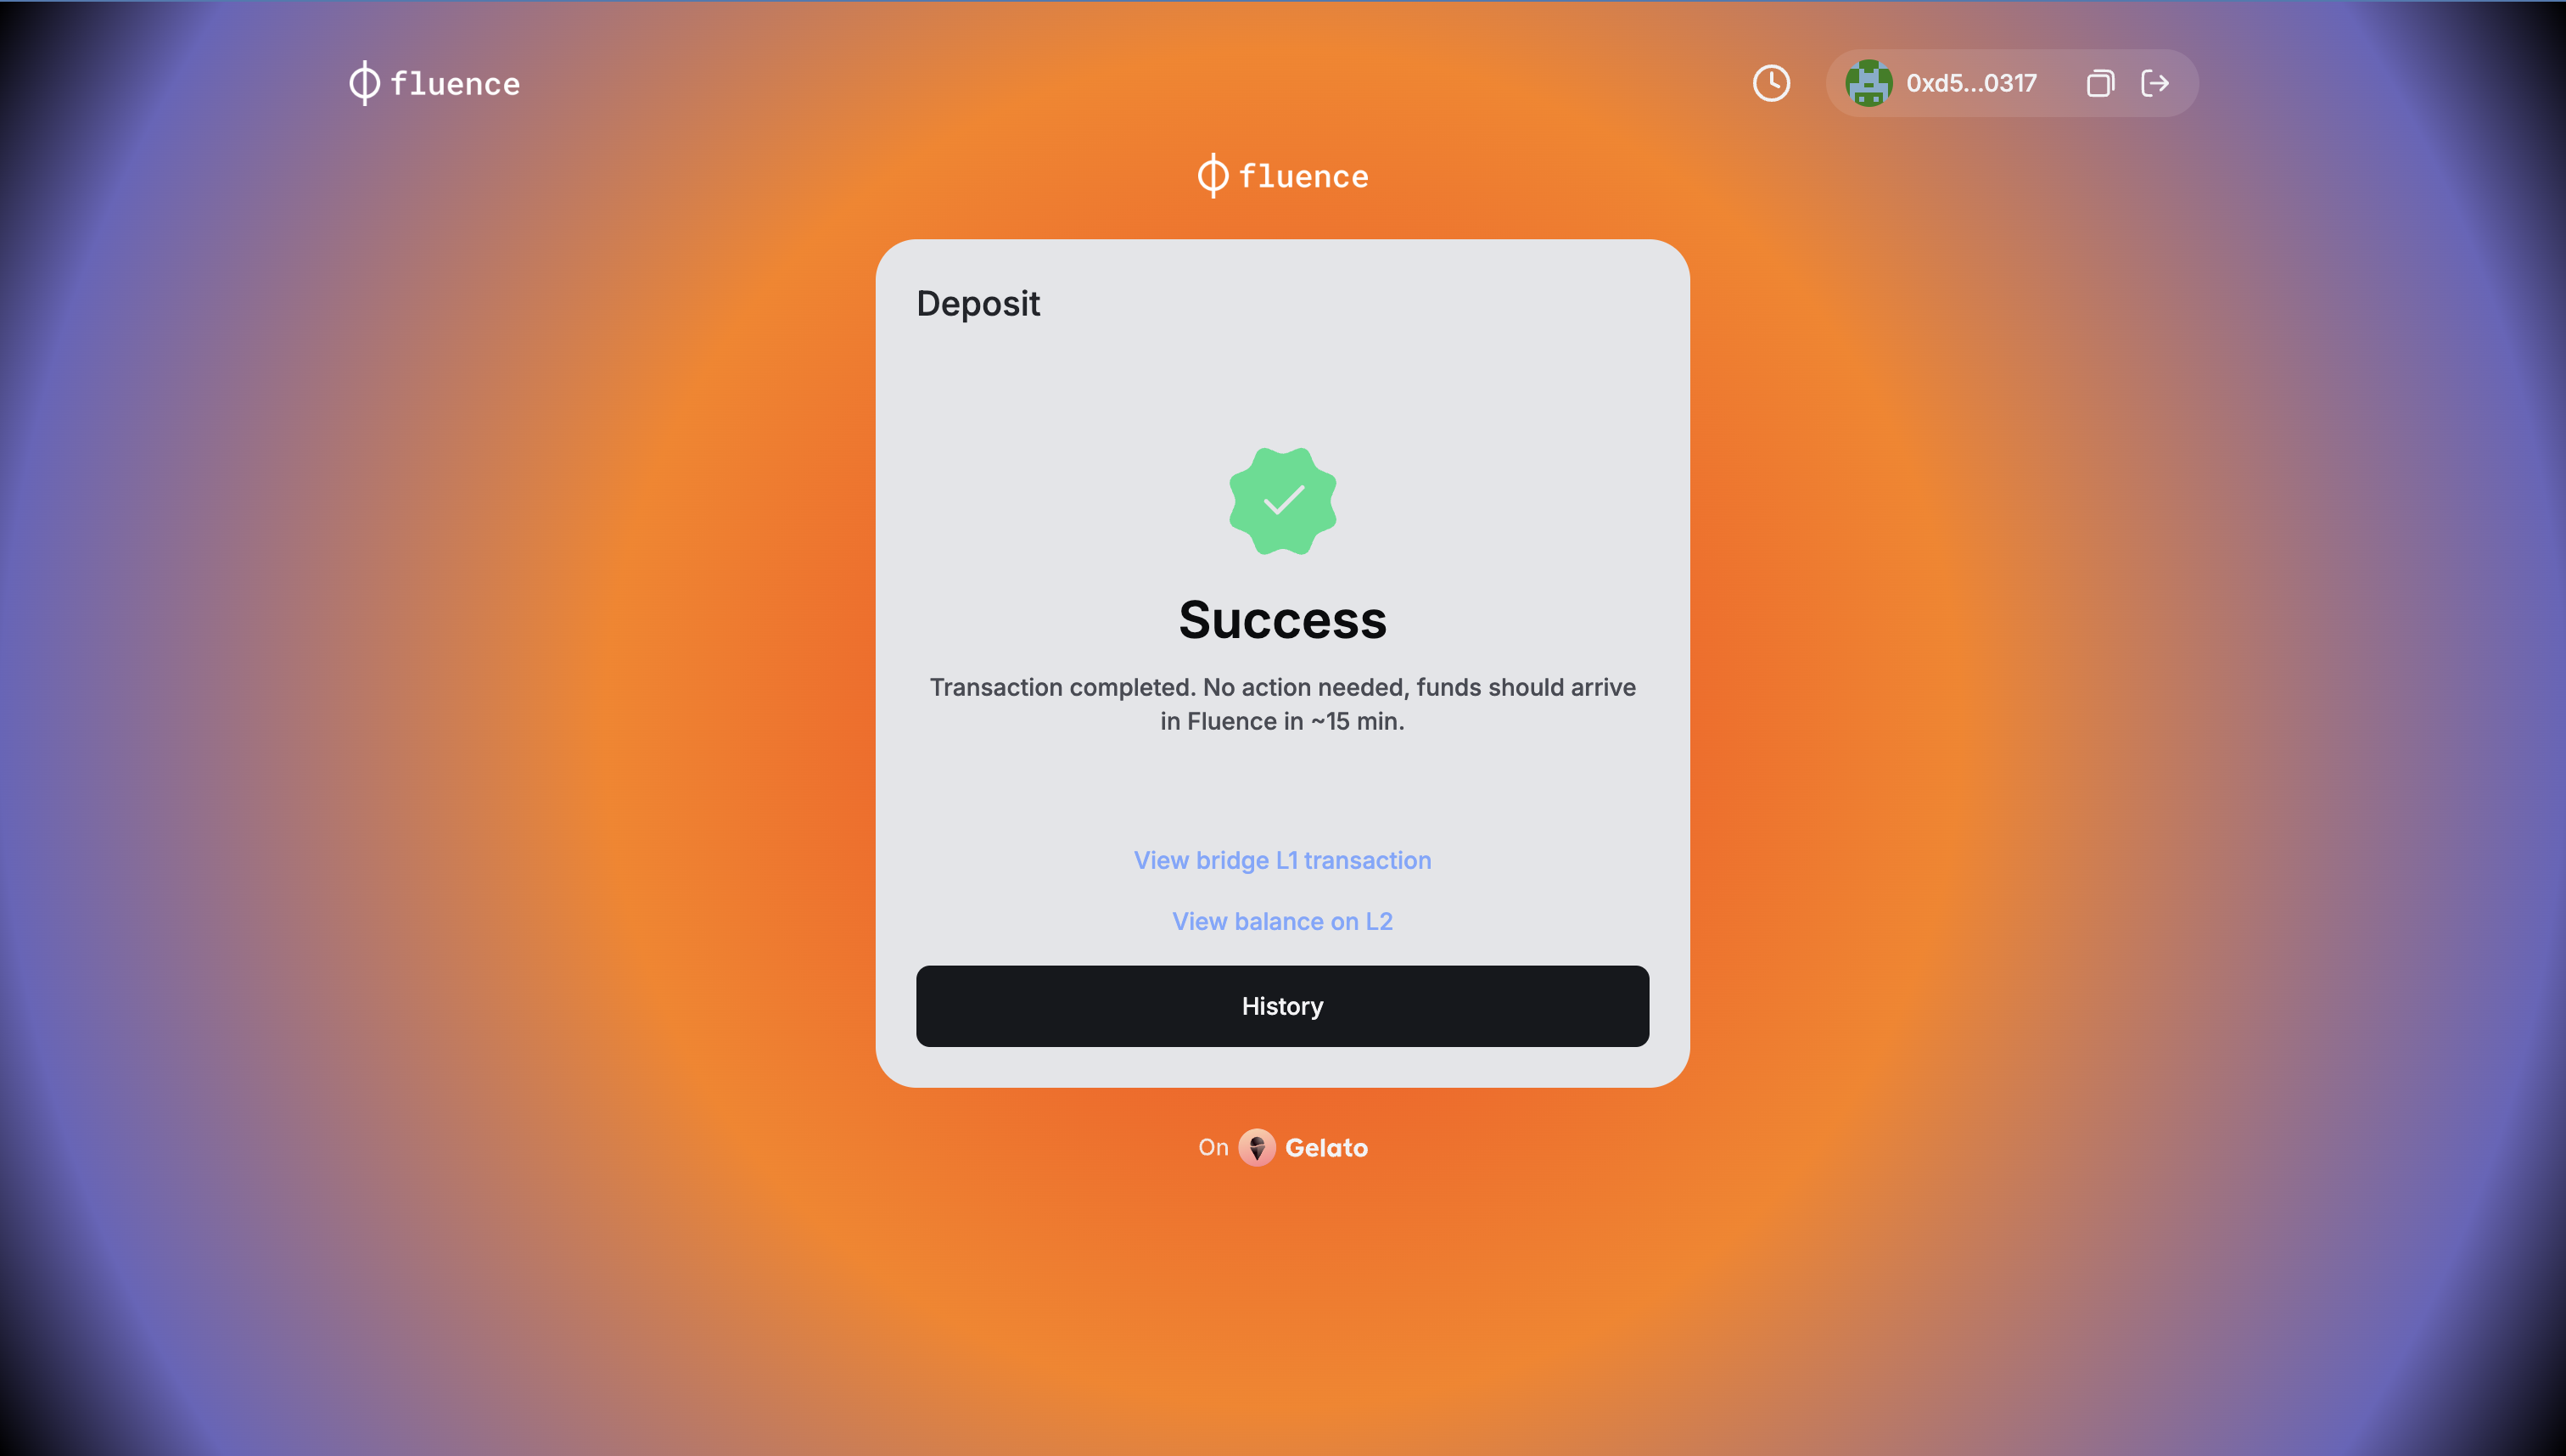 fluence
0xd5...0317
fluence
Deposit
Success
Transaction completed. No action needed, funds should arrive
in Fluence in ~15 min.
View bridge L1 transaction
View balance on L2
History
On Gelato